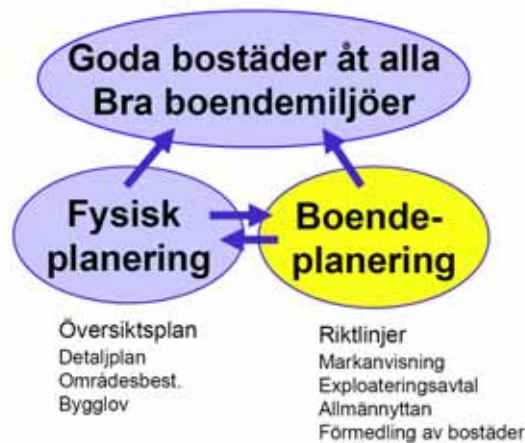 Goda bostäder åt alla
Bra boendemiljöer
Fysisk
planering
Boende-
planering
Översiktsplan
Detaljplan
Områdesbest.
Bygglov
Riktlinjer
Markanvisning
Exploateringsavtal
Allmännyttan
Förmedling av bostäder